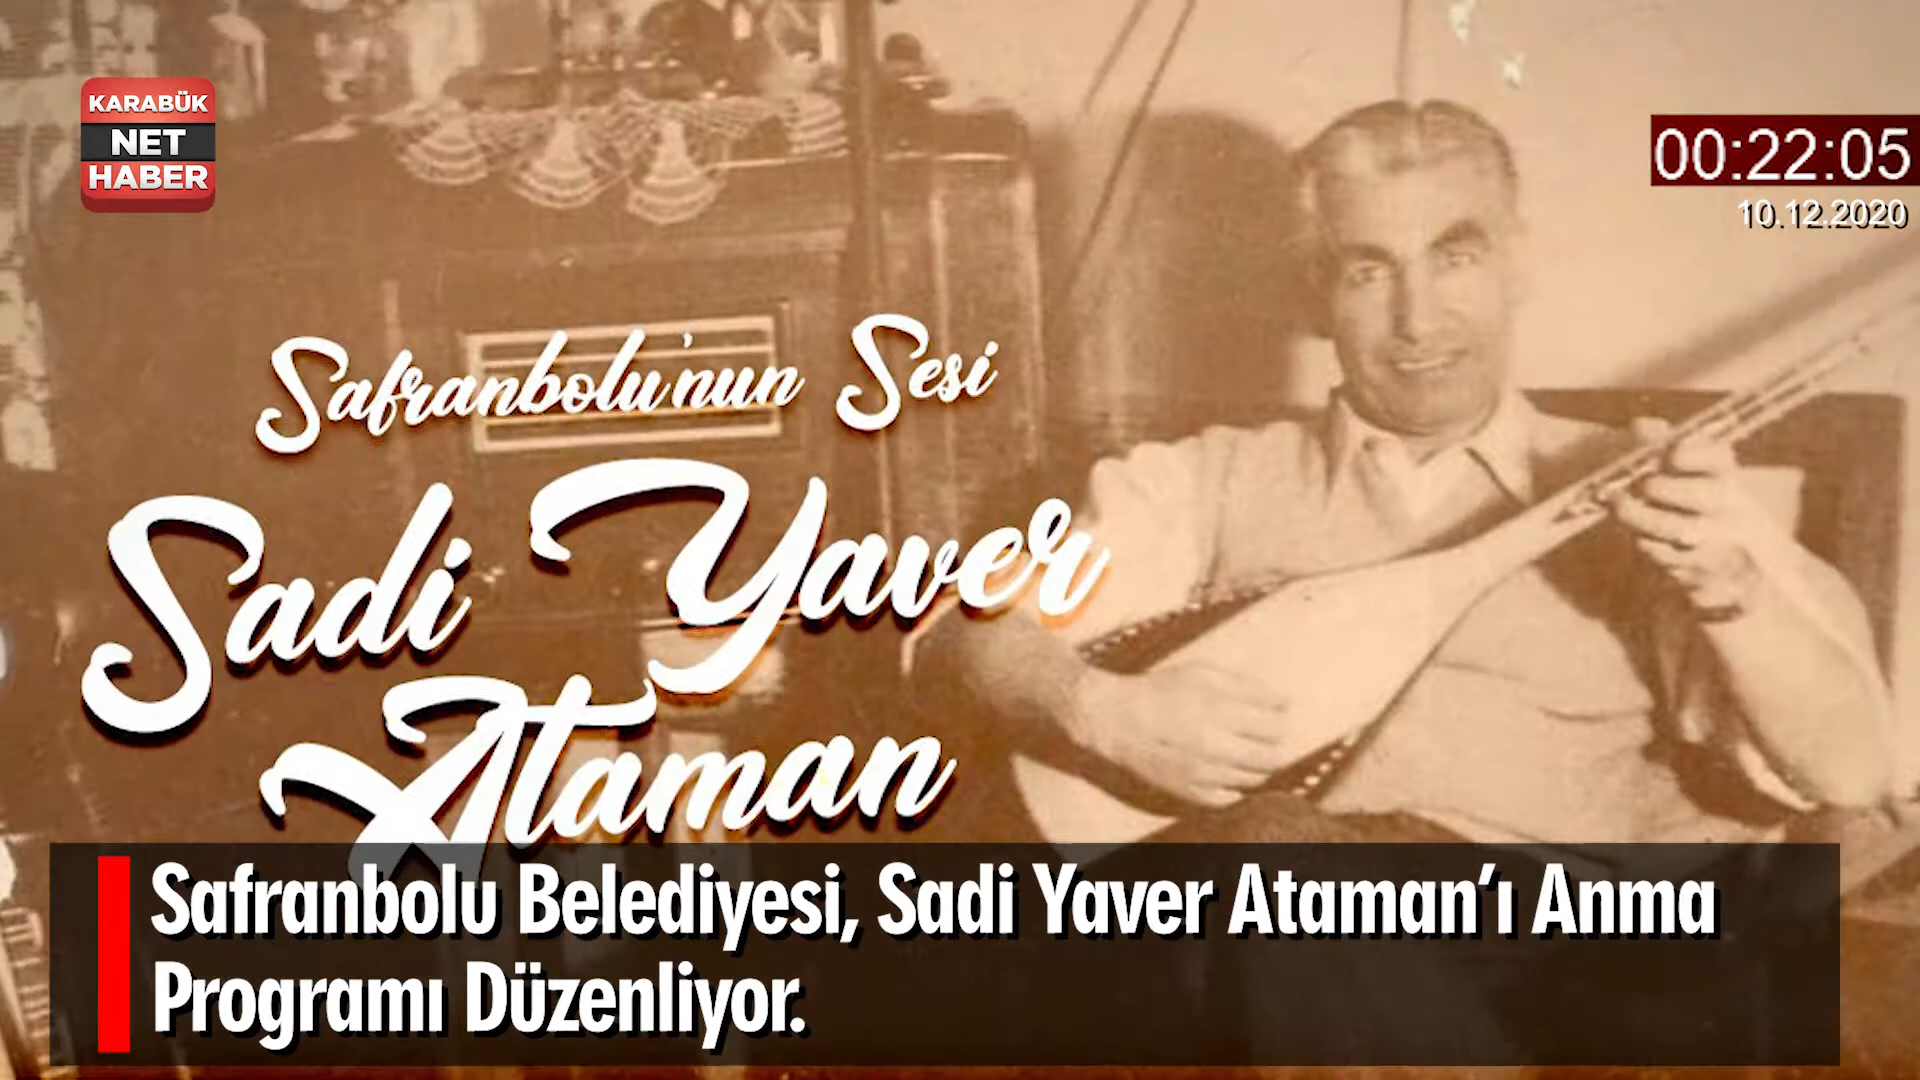 KARABÜK
NET
HABER
00:22:05
10.12.2020
Safranbolu'nun Sesi
Sadi Yaver
Ataman
Safranbolu Belediyesi, Sadi Yaver Ataman'ı Anma
Programı Düzenliyor.